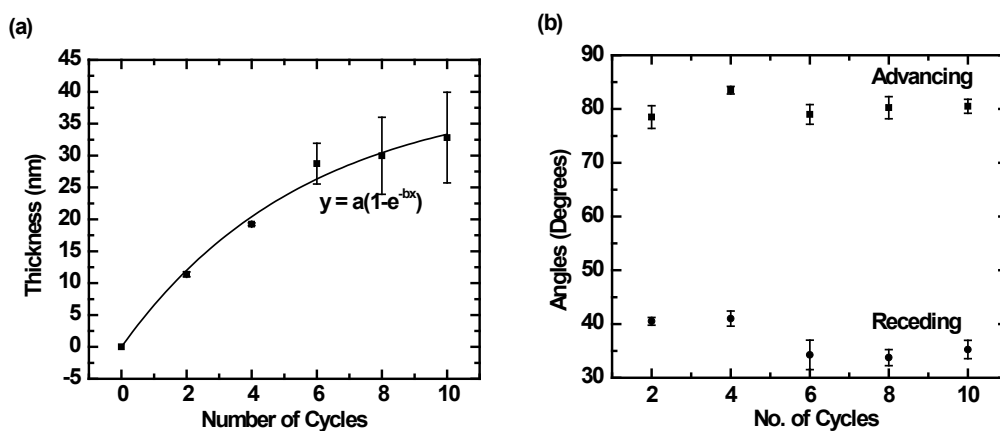 (a)
45
40
35
30
25
20
15
10
5
0
-5
Thickness (nm)
y = a(1-e^-bx)
0 2 4 6 8 10
Number of Cycles
(b)
90
80
70
60
50
40
30
Angles (Degrees)
Advancing
Receding
2 4 6 8 10
No. of Cycles